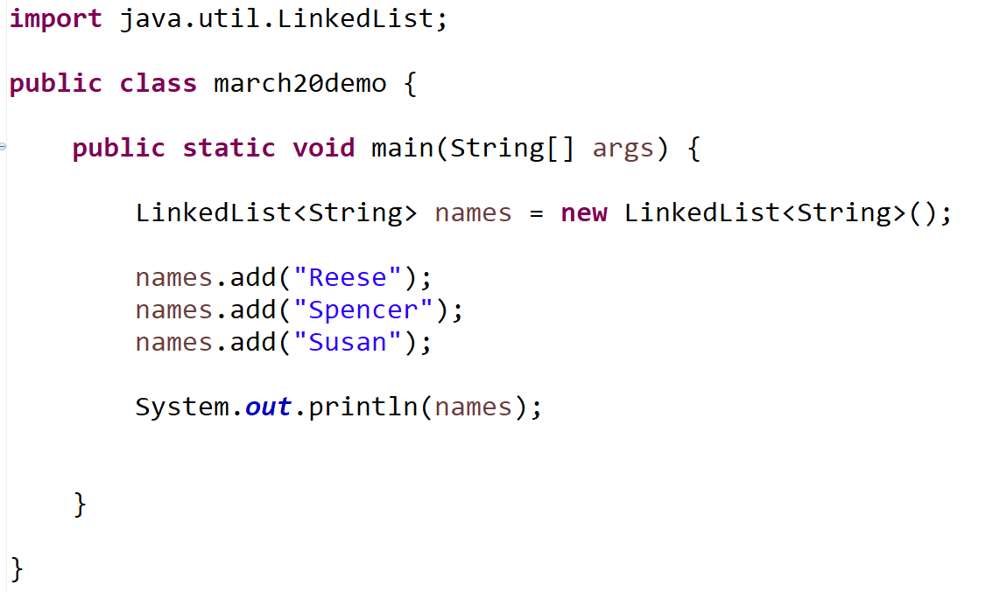 import java.util.LinkedList;
public class march20demo {
public static void main(String[] args) {
LinkedList<String> names = new LinkedList<String>();
names.add("Reese");
names.add("Spencer");
names.add("Susan");
System.out.println(names);
}
}